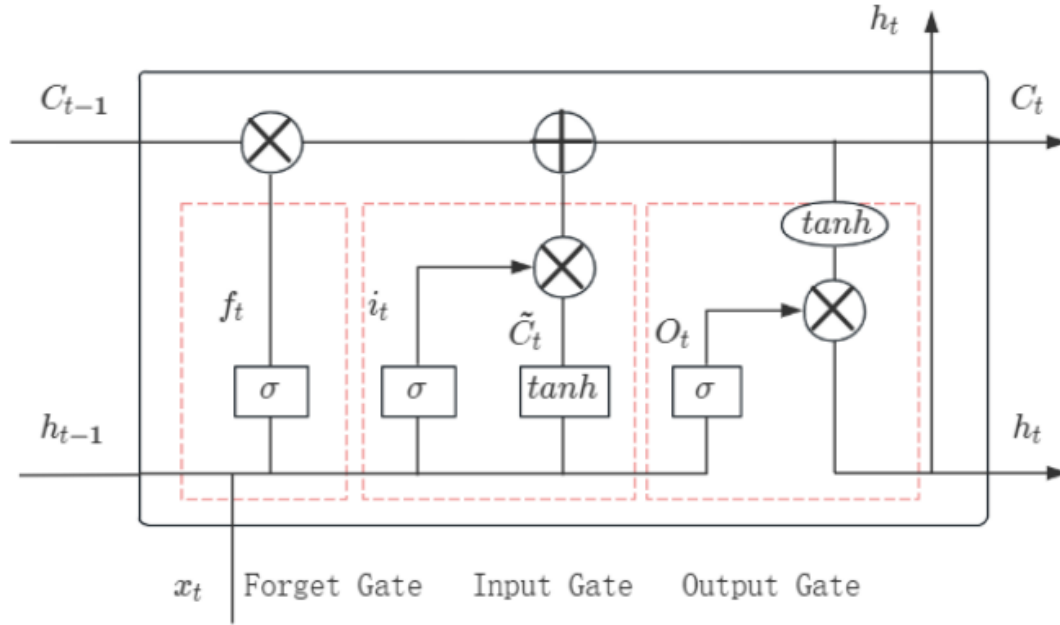 h_t
C_{t-1} C_t
tanh
f_t i_t C̃_t O_t
σ σ tanh σ
h_{t-1} h_t
x_t Forget Gate Input Gate Output Gate